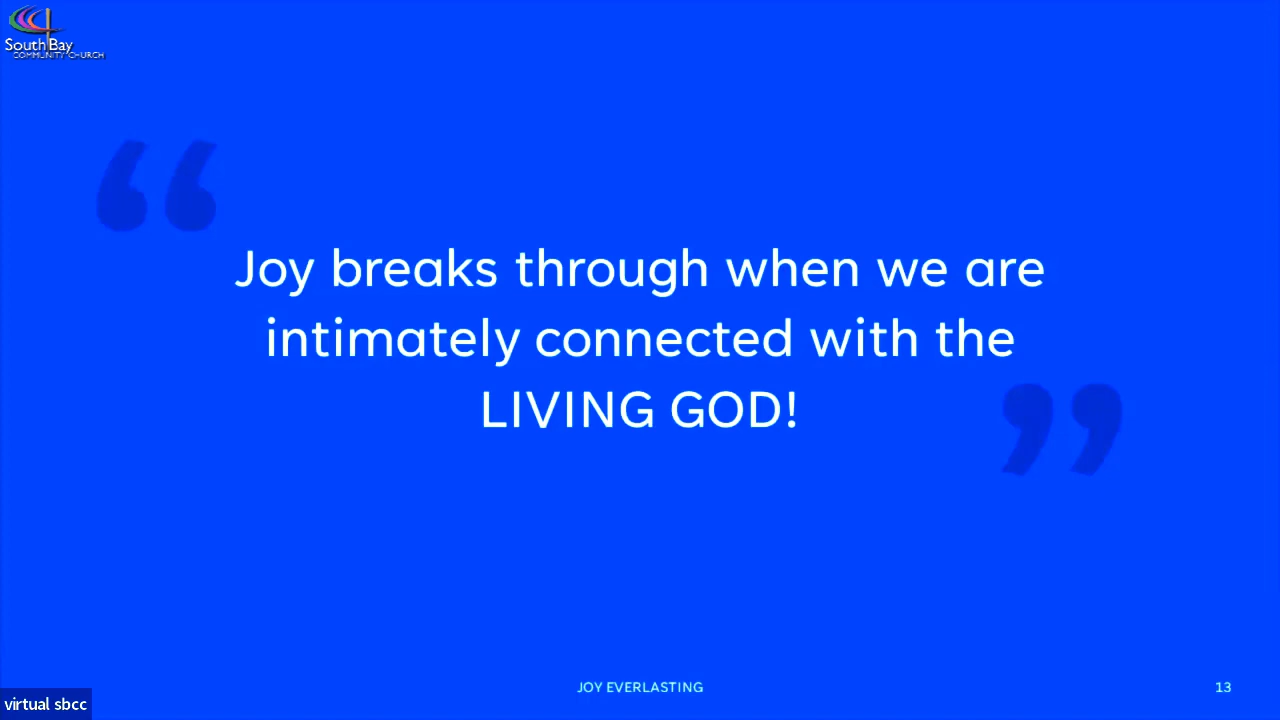 South Bay
COMMUNITY CHURCH
“
Joy breaks through when we are
intimately connected with the
LIVING GOD!
”
JOY EVERLASTING
13
virtual sbcc